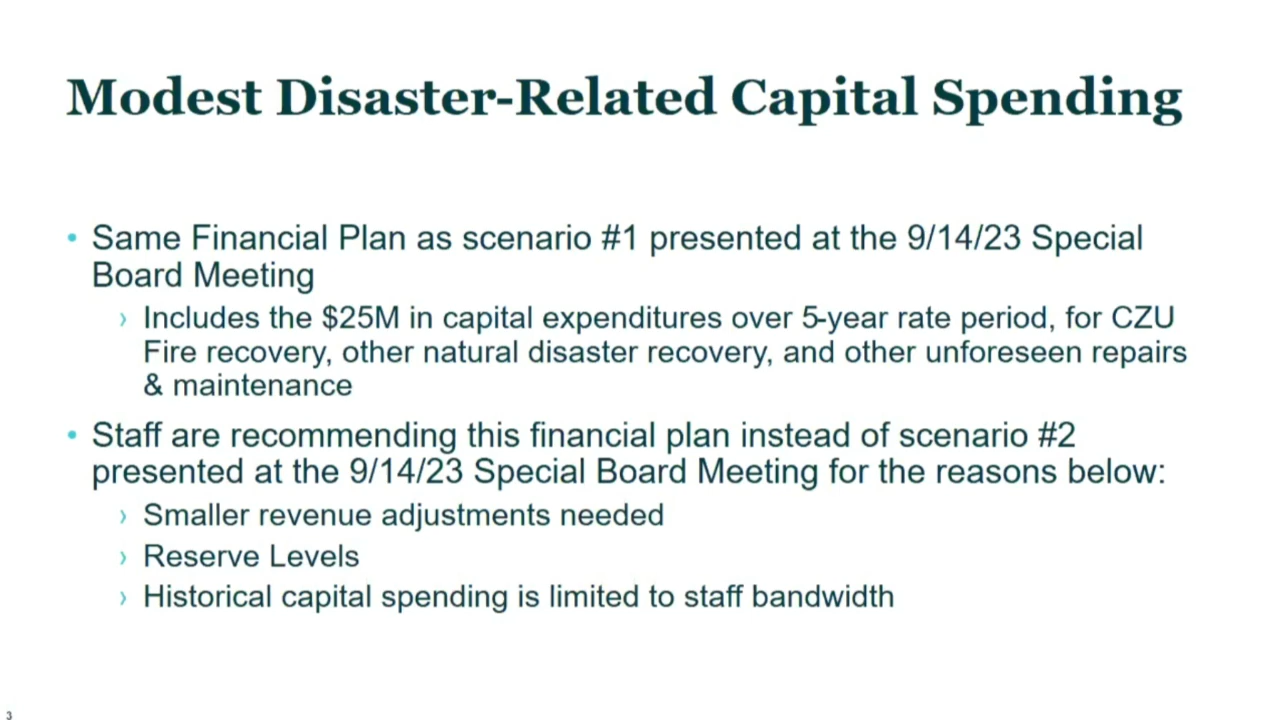 Modest Disaster-Related Capital Spending
• Same Financial Plan as scenario #1 presented at the 9/14/23 Special
Board Meeting
› Includes the $25M in capital expenditures over 5-year rate period, for CZU
Fire recovery, other natural disaster recovery, and other unforeseen repairs
& maintenance
• Staff are recommending this financial plan instead of scenario #2
presented at the 9/14/23 Special Board Meeting for the reasons below:
› Smaller revenue adjustments needed
› Reserve Levels
› Historical capital spending is limited to staff bandwidth
3